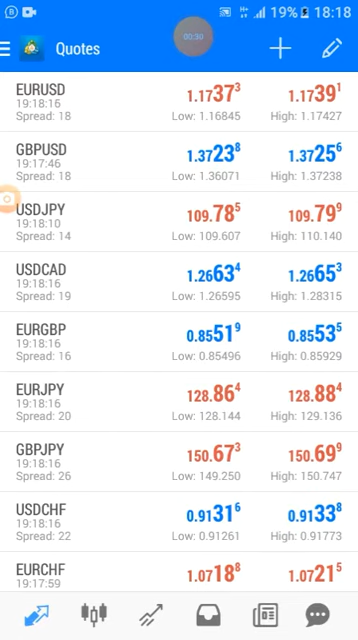 19% 18:18
00:30
Quotes
EURUSD
19:18:16
Spread: 18
1.17373 1.17391
Low: 1.16845 High: 1.17427
GBPUSD
19:17:46
Spread: 18
1.37238 1.37256
Low: 1.36071 High: 1.37238
USDJPY
19:18:10
Spread: 14
109.785 109.799
Low: 109.607 High: 110.140
USDCAD
19:18:16
Spread: 19
1.26634 1.26653
Low: 1.26595 High: 1.28315
EURGBP
19:18:16
Spread: 16
0.85519 0.85535
Low: 0.85496 High: 0.85929
EURJPY
19:18:16
Spread: 20
128.864 128.884
Low: 128.144 High: 129.136
GBPJPY
19:18:16
Spread: 26
150.673 150.699
Low: 149.250 High: 150.747
USDCHF
19:18:16
Spread: 22
0.91316 0.91338
Low: 0.91261 High: 0.91773
EURCHF
19:17:59
1.07188 1.07215